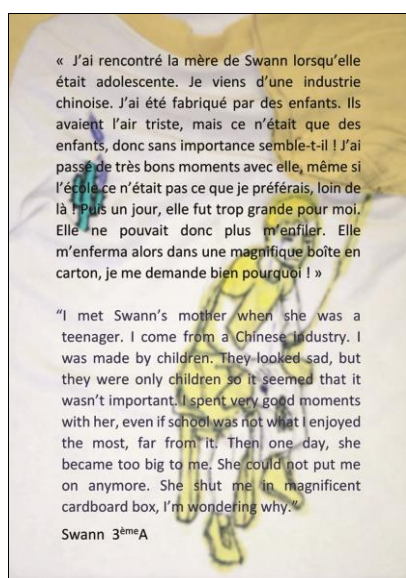 « J’ai rencontré la mère de Swann lorsqu’elle
était adolescente. Je viens d’une industrie
chinoise. J’ai été fabriqué par des enfants. Ils
avaient l’air triste, mais ce n’était que des
enfants, donc sans importance semble-t-il ! J’ai
passé de très bons moments avec elle, même si
l’école ce n’était pas ce que je préférais, loin de
là ! Puis un jour, elle fut trop grande pour moi.
Elle ne pouvait donc plus m’enfiler. Elle
m’enferma alors dans une magnifique boîte en
carton, je me demande bien pourquoi ! »
“I met Swann’s mother when she was a
teenager. I come from a Chinese industry. I
was made by children. They looked sad, but
they were only children so it seemed that it
wasn’t important. I spent very good moments
with her, even if school was not what I enjoyed
the most, far from it. Then one day, she
became too big to me. She could not put me
on anymore. She shut me in magnificent
cardboard box, I’m wondering why.”
Swann 3èmeA